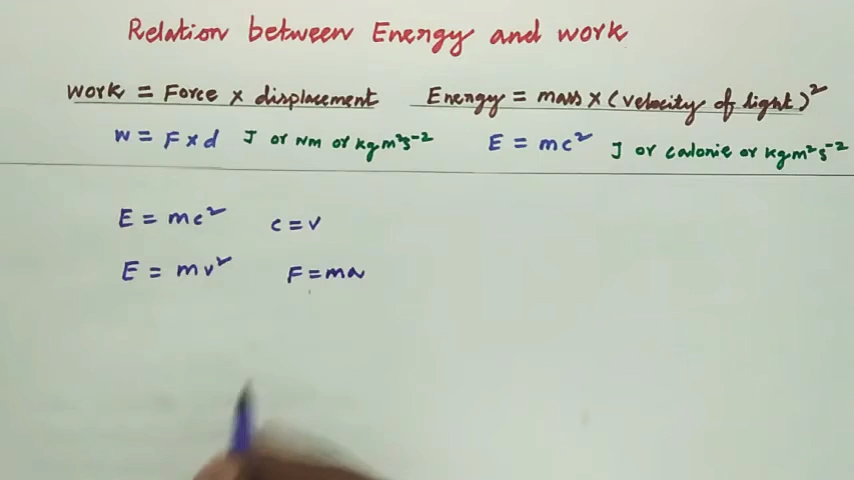 Relation between Energy and work
Work = Force × displacement Energy = mass × (velocity of light)²
W = F × d J or Nm or kgm²s⁻² E = mc² J or calorie or kgm²s⁻²
E = mc² c = v
E = mv² F = ma